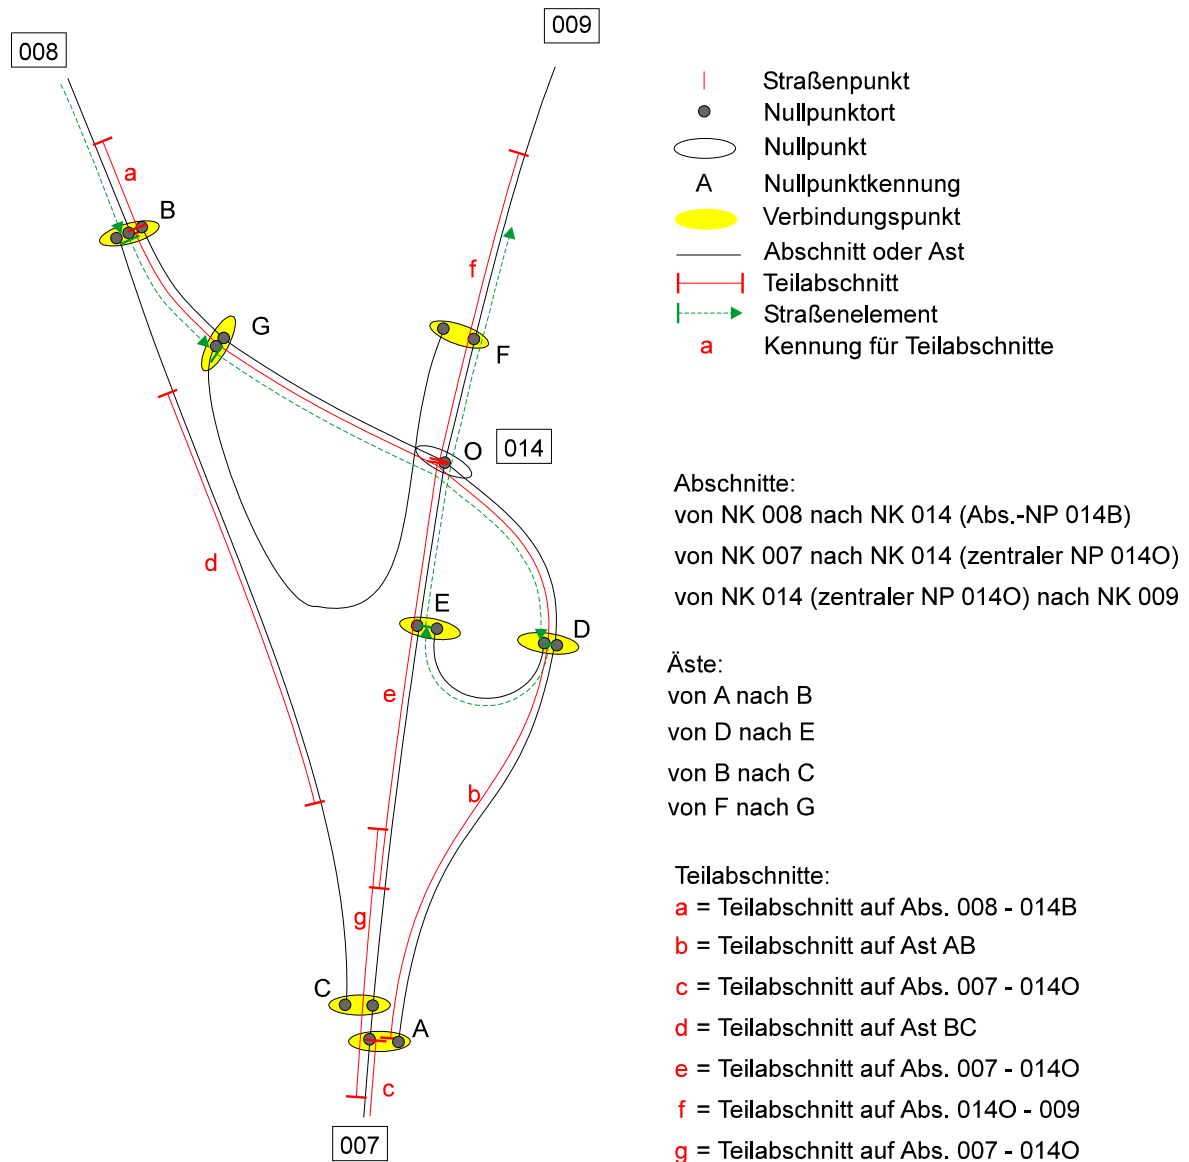 008
009
a
B
G
f
F
O
014
d
E
D
e
b
g
C
A
c
007
Straßenpunkt
Nullpunktort
Nullpunkt
A Nullpunktkennung
Verbindungspunkt
Abschnitt oder Ast
Teilabschnitt
Straßenelement
a Kennung für Teilabschnitte
Abschnitte:
von NK 008 nach NK 014 (Abs.-NP 014B)
von NK 007 nach NK 014 (zentraler NP 014O)
von NK 014 (zentraler NP 014O) nach NK 009
Äste:
von A nach B
von D nach E
von B nach C
von F nach G
Teilabschnitte:
a = Teilabschnitt auf Abs. 008 - 014B
b = Teilabschnitt auf Ast AB
c = Teilabschnitt auf Abs. 007 - 014O
d = Teilabschnitt auf Ast BC
e = Teilabschnitt auf Abs. 007 - 014O
f = Teilabschnitt auf Abs. 014O - 009
g = Teilabschnitt auf Abs. 007 - 014O